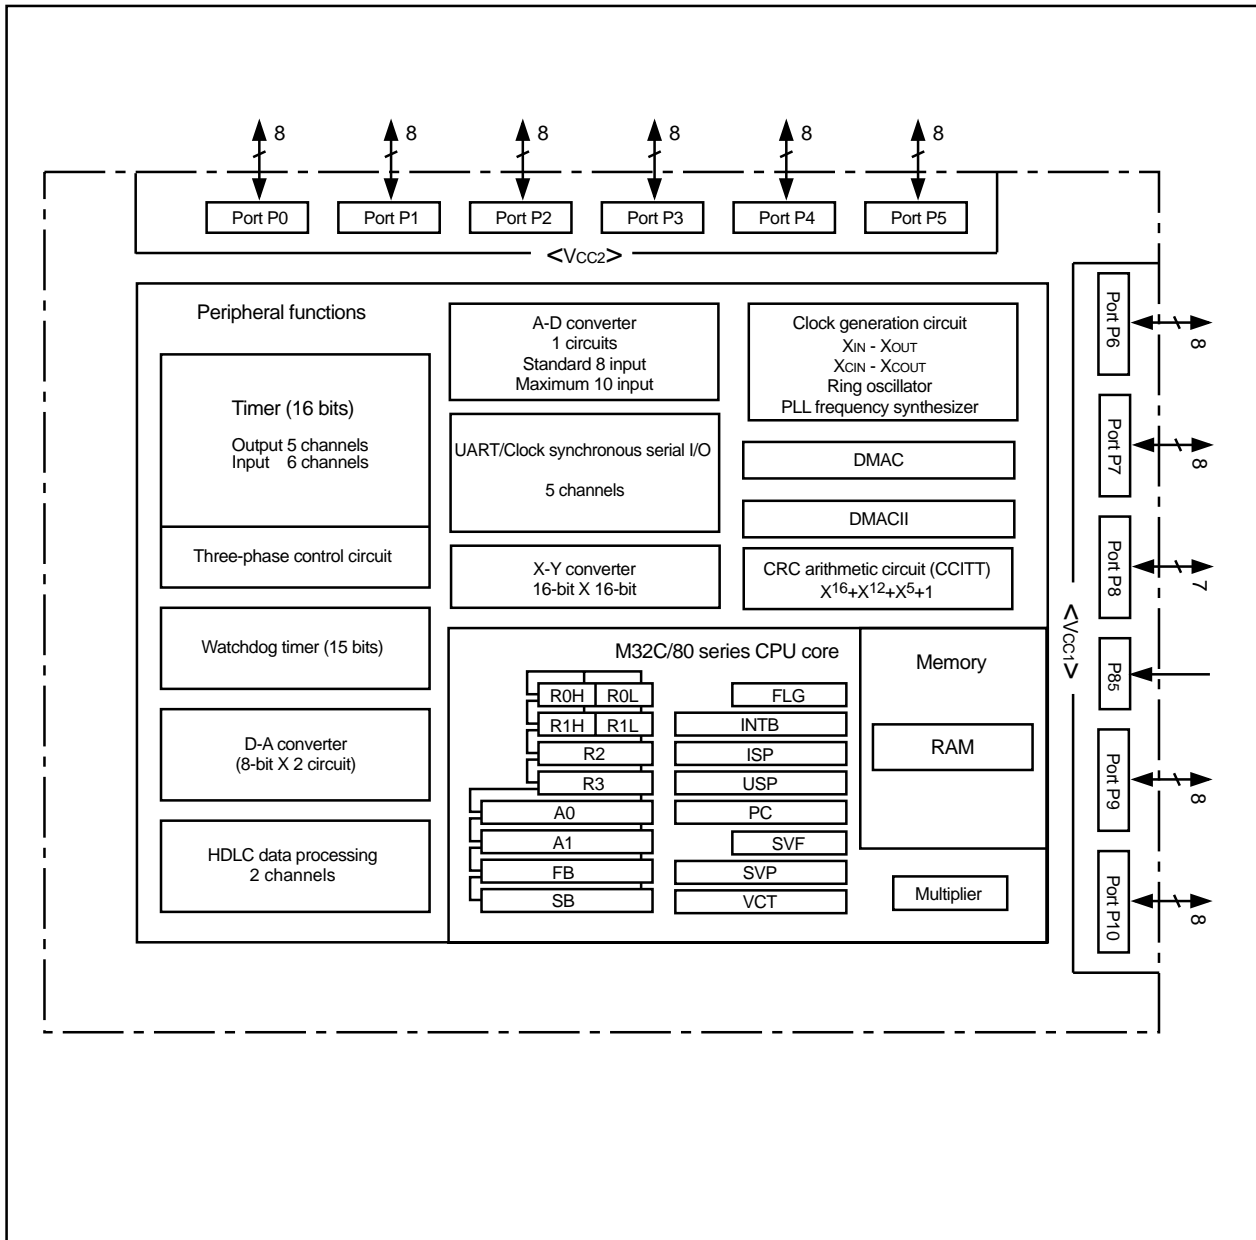 8 8 8 8 8 8
Port P0 Port P1 Port P2 Port P3 Port P4 Port P5
<VCC2>
Peripheral functions
Timer (16 bits)
Output 5 channels
Input 6 channels
Three-phase control circuit
Watchdog timer (15 bits)
D-A converter
(8-bit X 2 circuit)
HDLC data processing
2 channels
A-D converter
1 circuits
Standard 8 input
Maximum 10 input
UART/Clock synchronous serial I/O
5 channels
X-Y converter
16-bit X 16-bit
Clock generation circuit
XIN - XOUT
XCIN - XCOUT
Ring oscillator
PLL frequency synthesizer
DMAC
DMACII
CRC arithmetic circuit (CCITT)
X16+X12+X5+1
M32C/80 series CPU core
R0H R0L
R1H R1L
R2
R3
A0
A1
FB
SB
FLG
INTB
ISP
USP
PC
SVF
SVP
VCT
Memory
RAM
Multiplier
<VCC1>
Port P6
8
Port P7
8
Port P8
7
P85
Port P9
8
Port P10
8